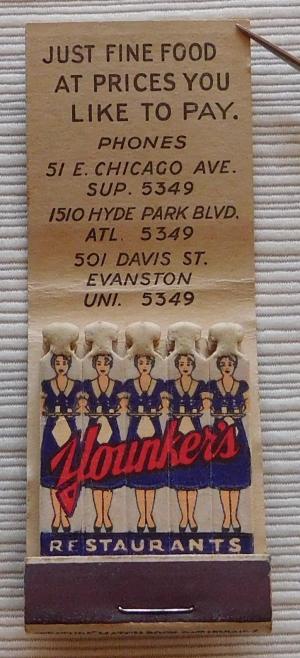 JUST FINE FOOD
AT PRICES YOU
LIKE TO PAY.
PHONES
51 E. CHICAGO AVE.
SUP. 5349
1510 HYDE PARK BLVD.
ATL. 5349
501 DAVIS ST.
EVANSTON
UNI. 5349
Younker's
RESTAURANTS